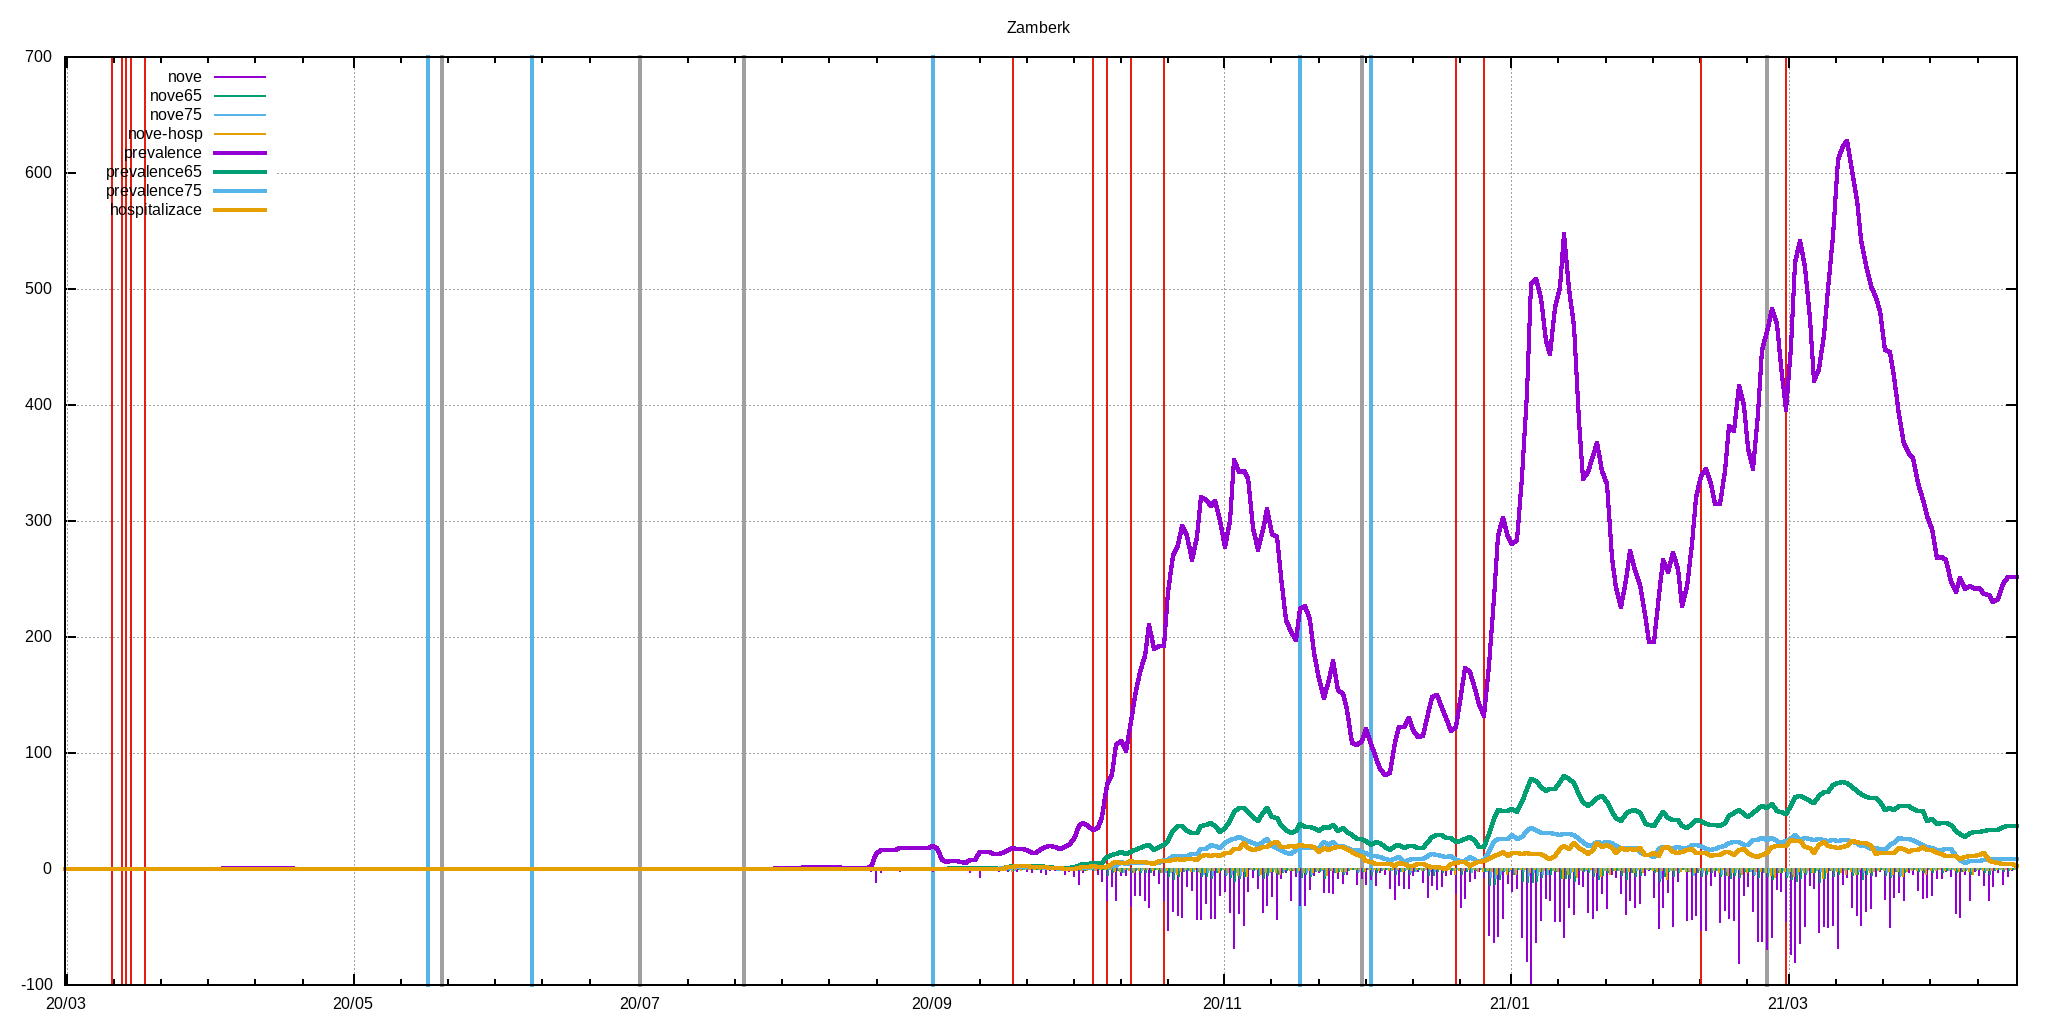 Zamberk
700
600
500
400
300
200
100
0
-100
nove
nove65
nove75
nove-hosp
prevalence
prevalence65
prevalence75
hospitalizace
20/03 20/05 20/07 20/09 20/11 21/01 21/03